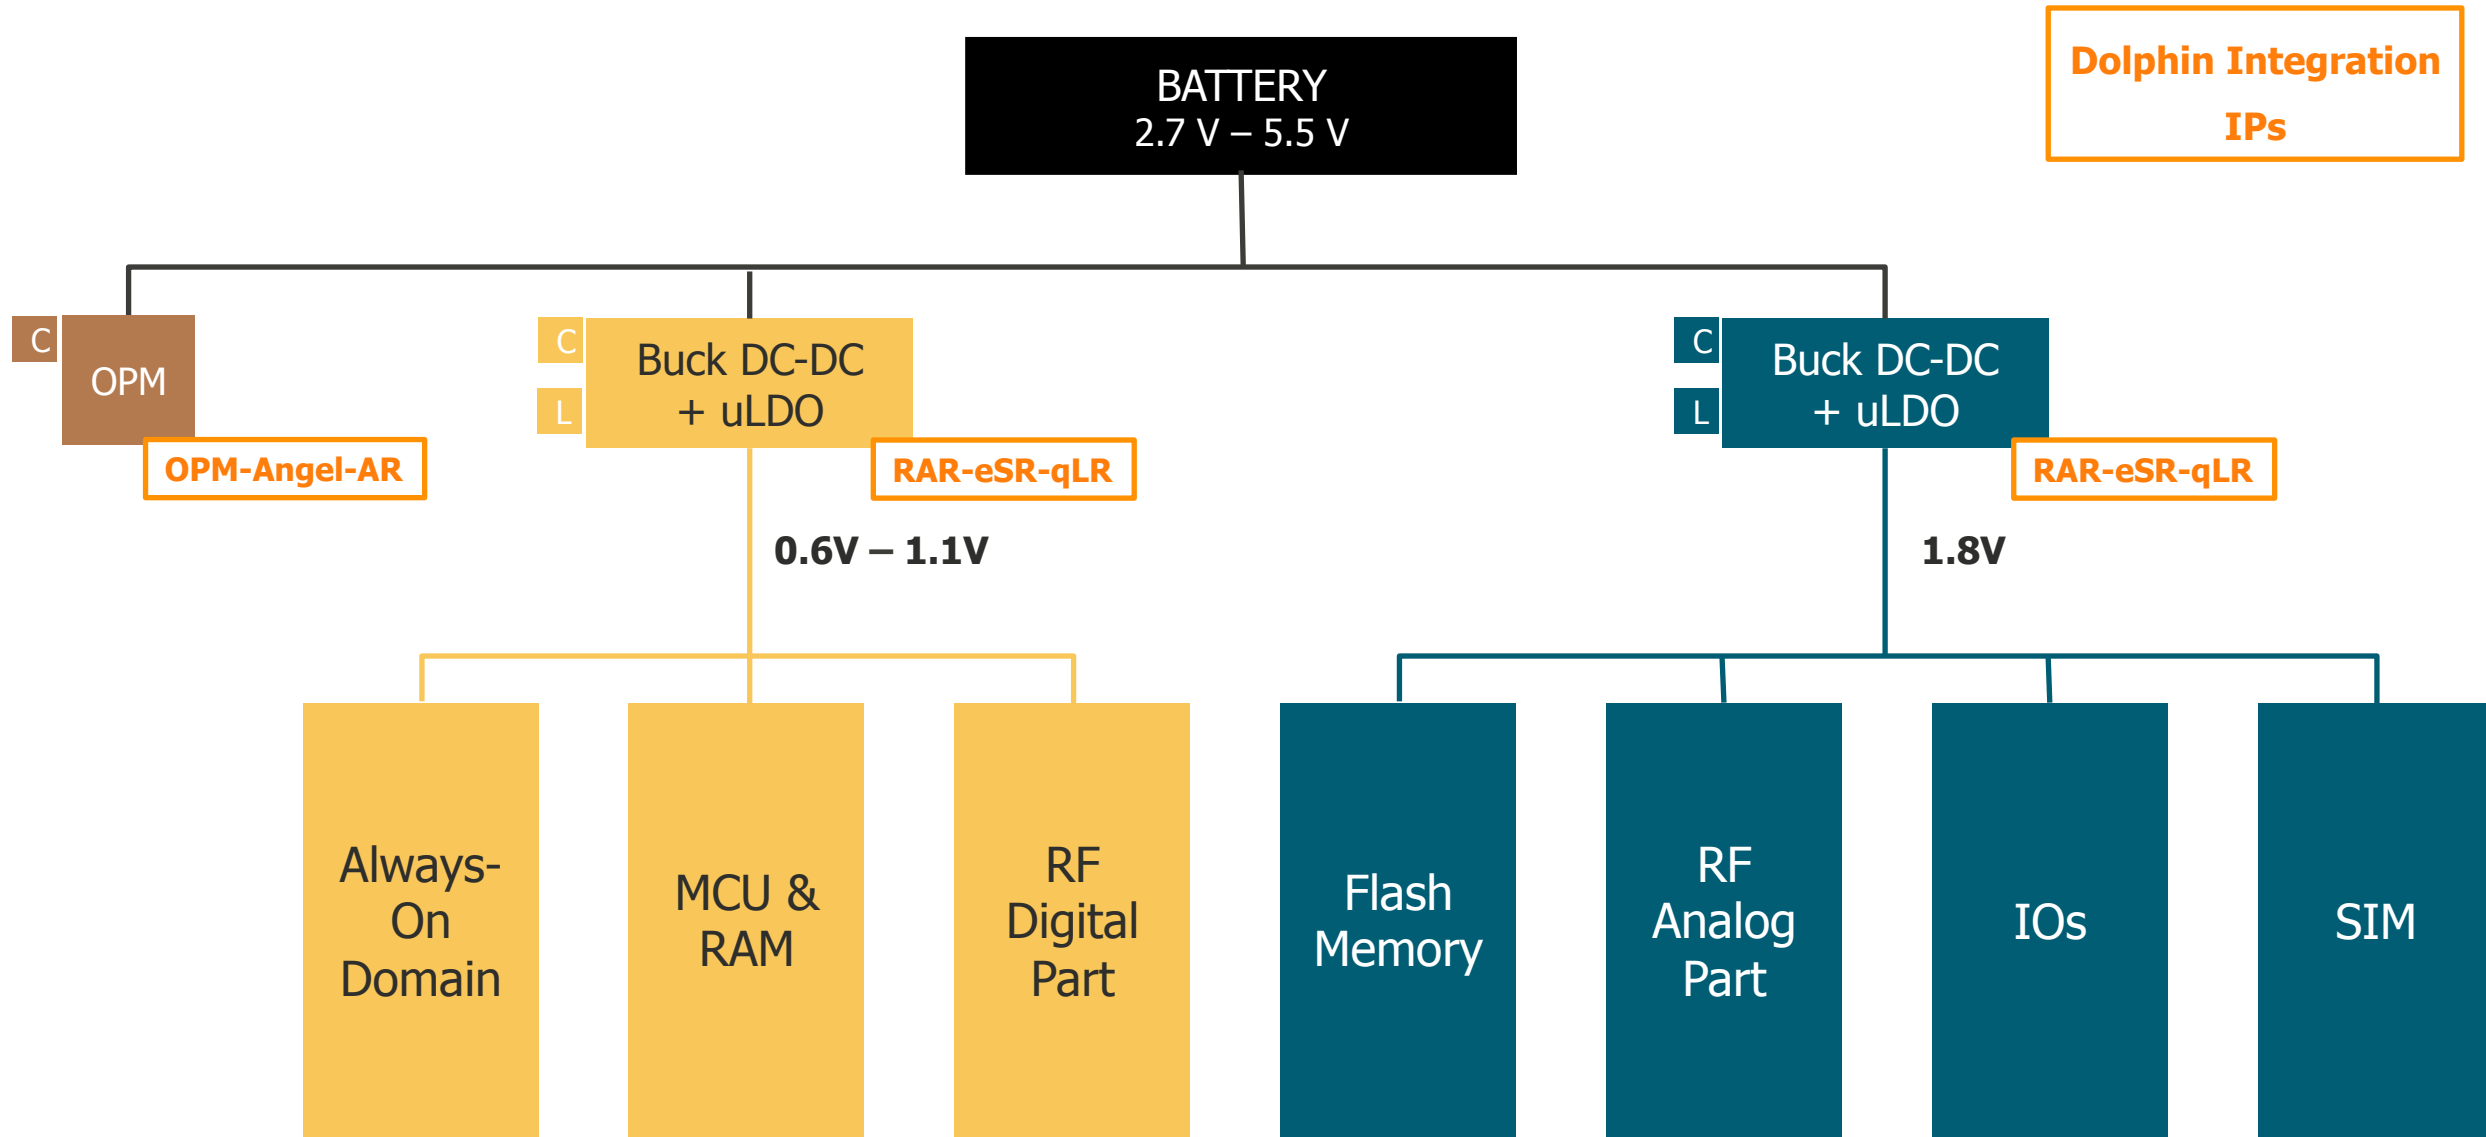 BATTERY
2.7 V – 5.5 V
Dolphin Integration
IPs
C
OPM
OPM-Angel-AR
C
L
Buck DC-DC
+ uLDO
RAR-eSR-qLR
C
L
Buck DC-DC
+ uLDO
RAR-eSR-qLR
0.6V – 1.1V
1.8V
Always-
On
Domain
MCU &
RAM
RF
Digital
Part
Flash
Memory
RF
Analog
Part
IOs
SIM